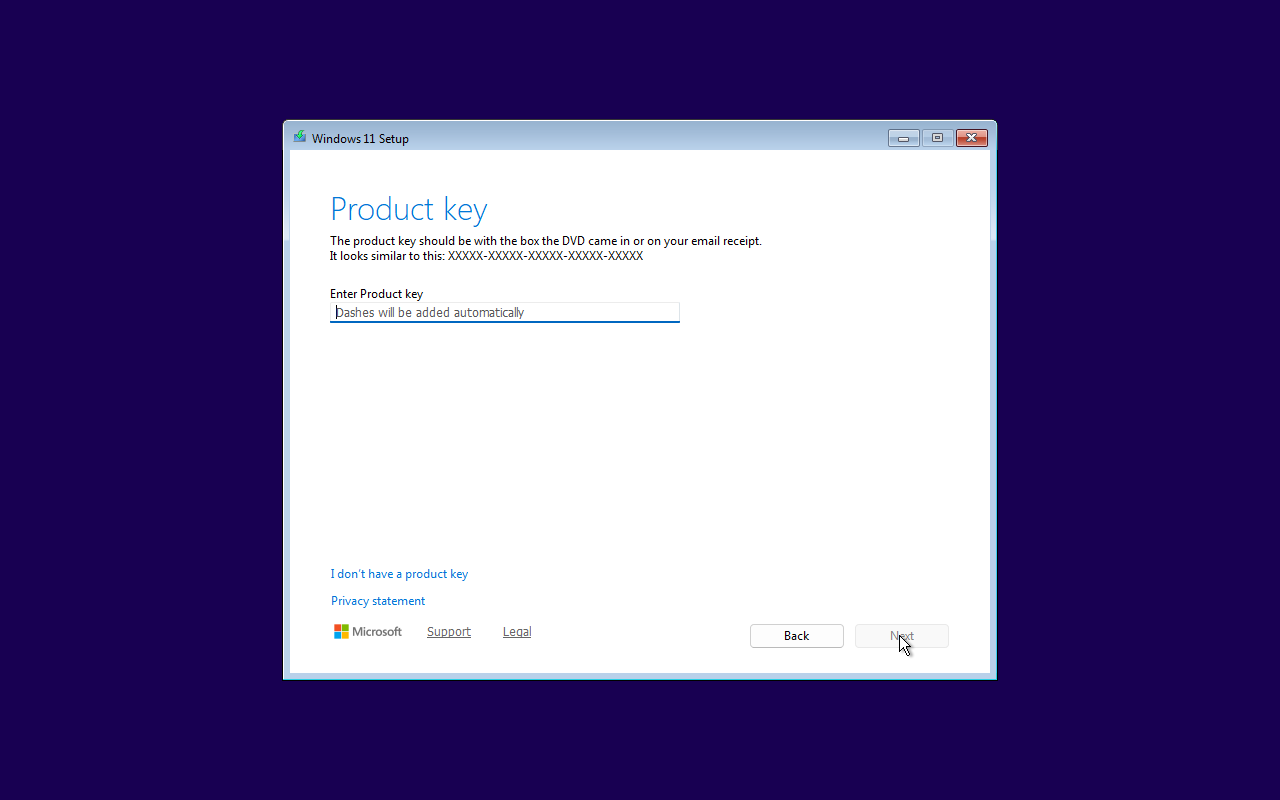 Windows 11 Setup
Product key
The product key should be with the box the DVD came in or on your email receipt.
It looks similar to this: XXXXX-XXXXX-XXXXX-XXXXX-XXXXX
Enter Product key
Dashes will be added automatically
I don't have a product key
Privacy statement
Microsoft Support Legal
Back Next